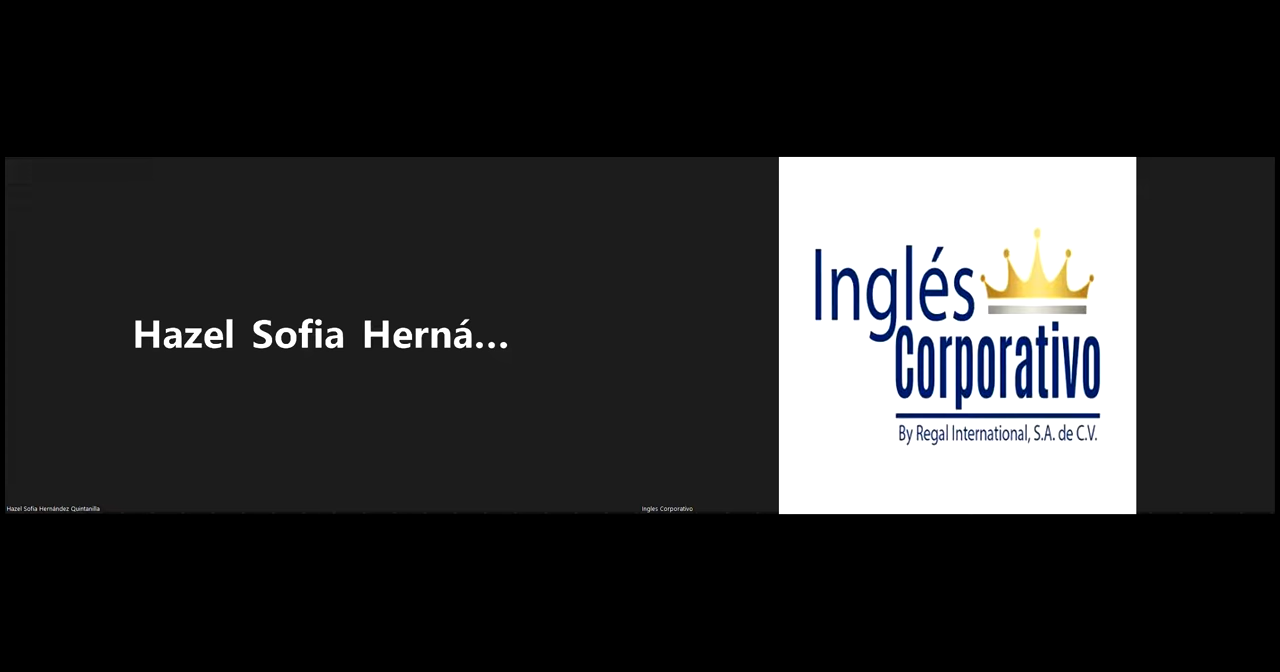 Hazel Sofia Herná...
Inglés
Corporativo
By Regal International, S.A. de C.V.
Hazel Sofia Hernández Quintanilla
Ingles Corporativo